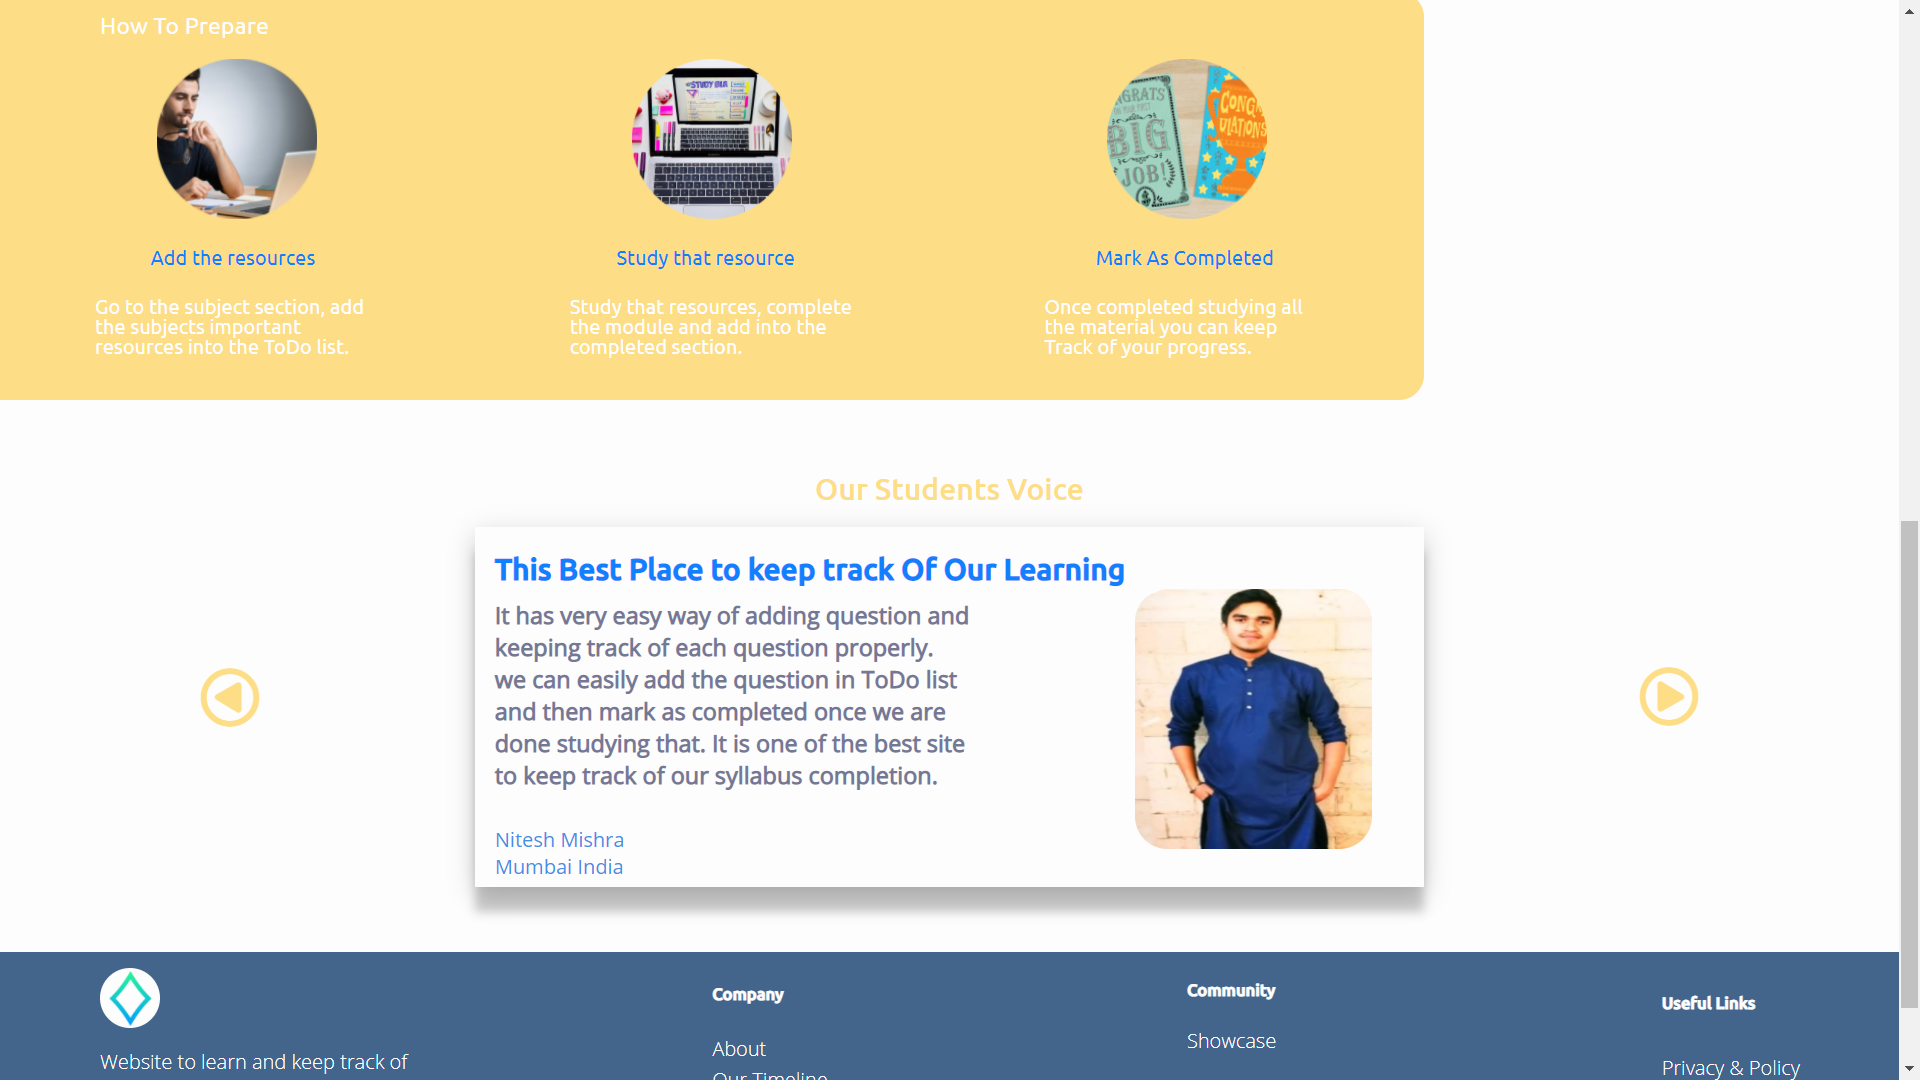 How To Prepare
STUDY
GRATS
BIG
JOB!
CONG
ULATIONS
Add the resources
Study that resource
Mark As Completed
Go to the subject section, add
the subjects important
resources into the ToDo list.
Study that resources, complete
the module and add into the
completed section.
Once completed studying all
the material you can keep
Track of your progress.
Our Students Voice
This Best Place to keep track Of Our Learning
It has very easy way of adding question and
keeping track of each question properly.
we can easily add the question in ToDo list
and then mark as completed once we are
done studying that. It is one of the best site
to keep track of our syllabus completion.
Nitesh Mishra
Mumbai India
Website to learn and keep track of
Company
About
Our Timeline
Community
Showcase
Useful Links
Privacy & Policy